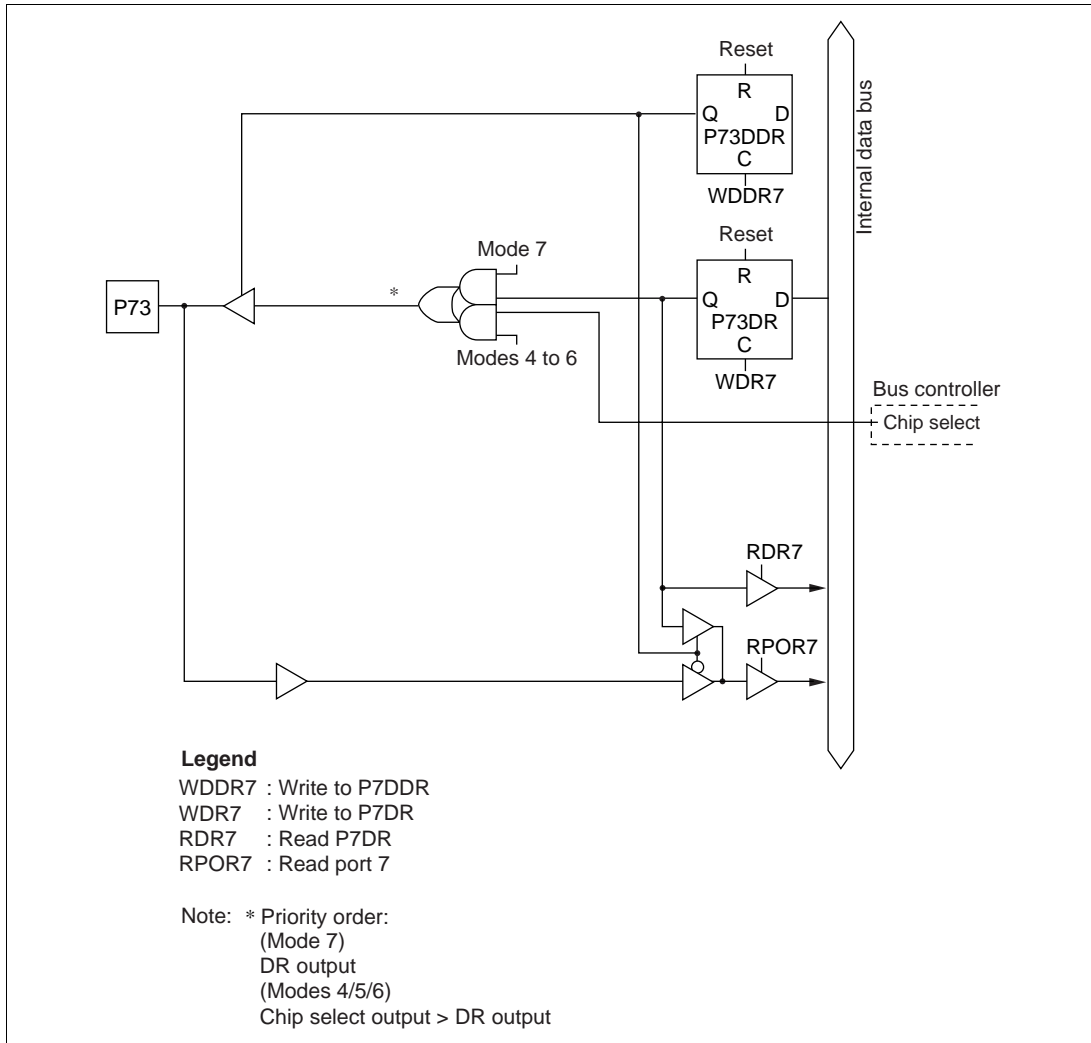 Reset
R
Q D
P73DDR
C
WDDR7
Internal data bus
Reset
R
Mode 7
P73
*
Q D
P73DR
C
Modes 4 to 6
WDR7
Bus controller
Chip select
RDR7
RPOR7
Legend
WDDR7 : Write to P7DDR
WDR7 : Write to P7DR
RDR7 : Read P7DR
RPOR7 : Read port 7
Note: * Priority order:
(Mode 7)
DR output
(Modes 4/5/6)
Chip select output > DR output